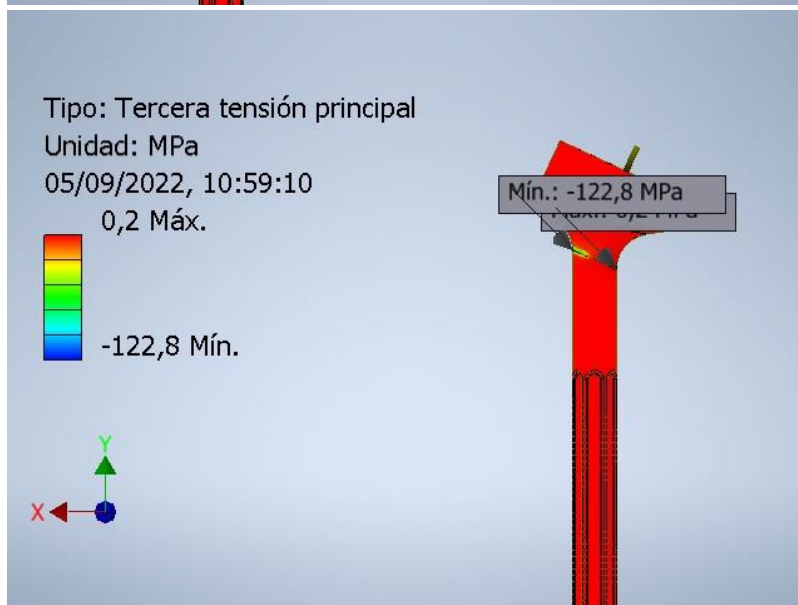 Tipo: Tercera tensión principal
Unidad: MPa
05/09/2022, 10:59:10
0,2 Máx.
Mín.: -122,8 MPa
-122,8 Mín.
Y
X